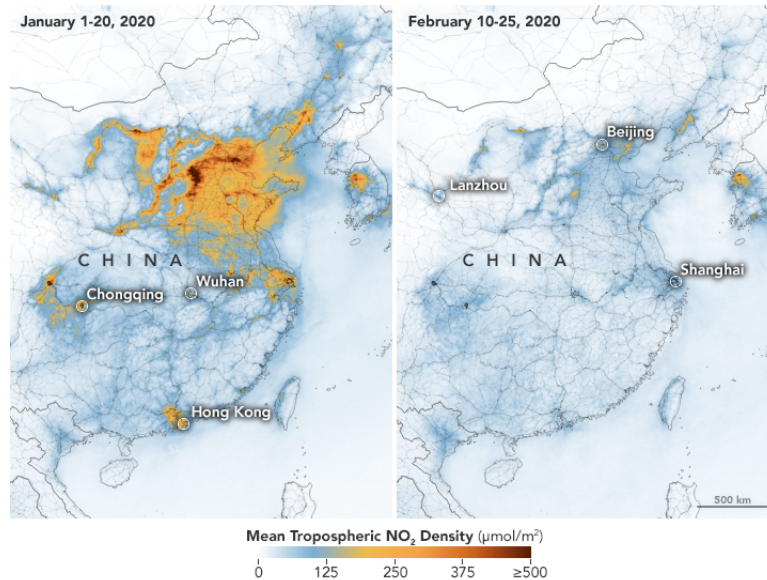 January 1-20, 2020
CHINA
Wuhan
Chongqing
Hong Kong
February 10-25, 2020
Beijing
Lanzhou
CHINA
Shanghai
500 km
Mean Tropospheric NO₂ Density (µmol/m²)
0 125 250 375 ≥500